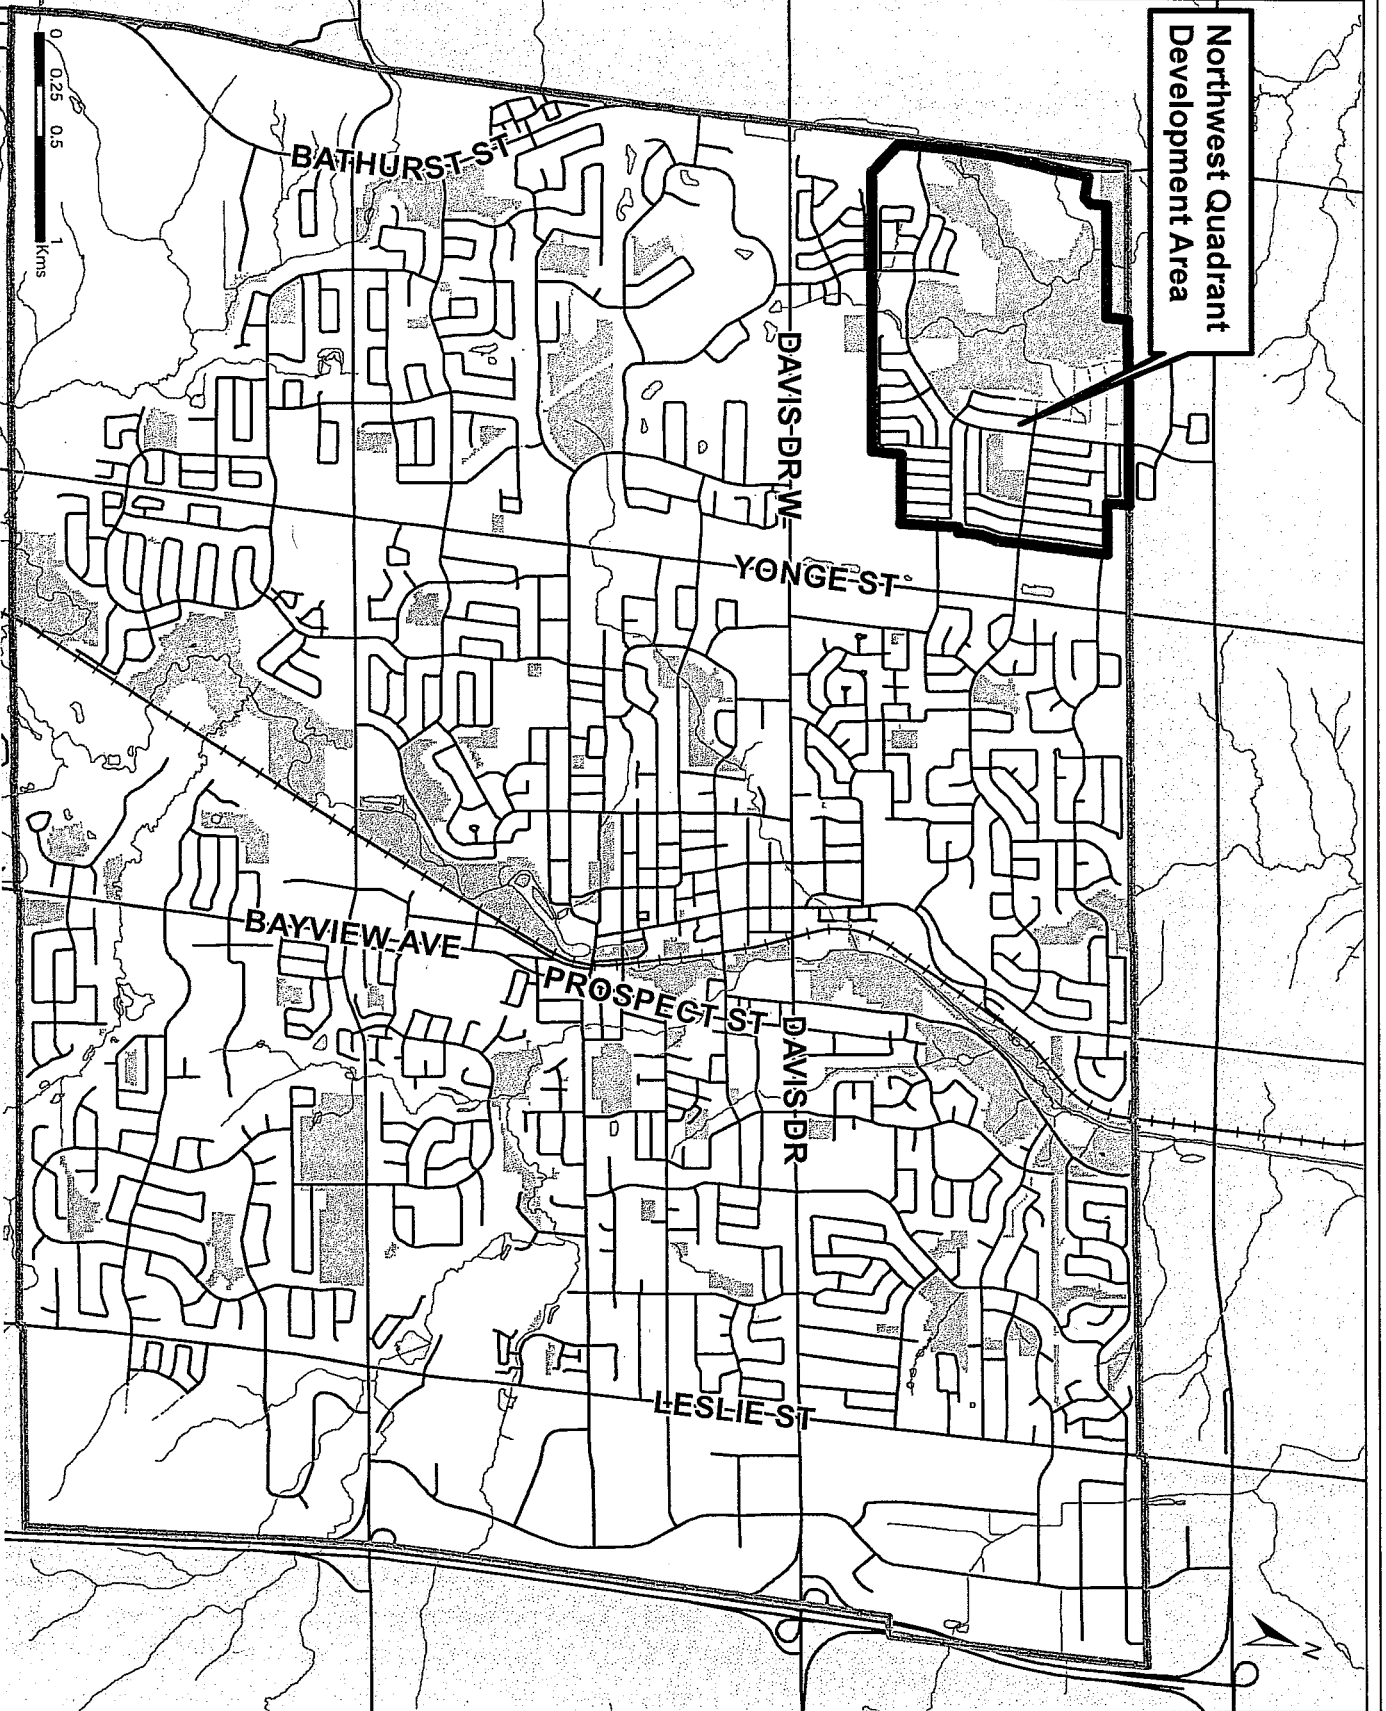 Northwest Quadrant
Development Area
BATHURST ST
DAVIS DR W
YONGE ST
BAYVIEW AVE
PROSPECT ST
DAVIS DR
LESLIE ST
0 0.25 0.5 1
Kms
N